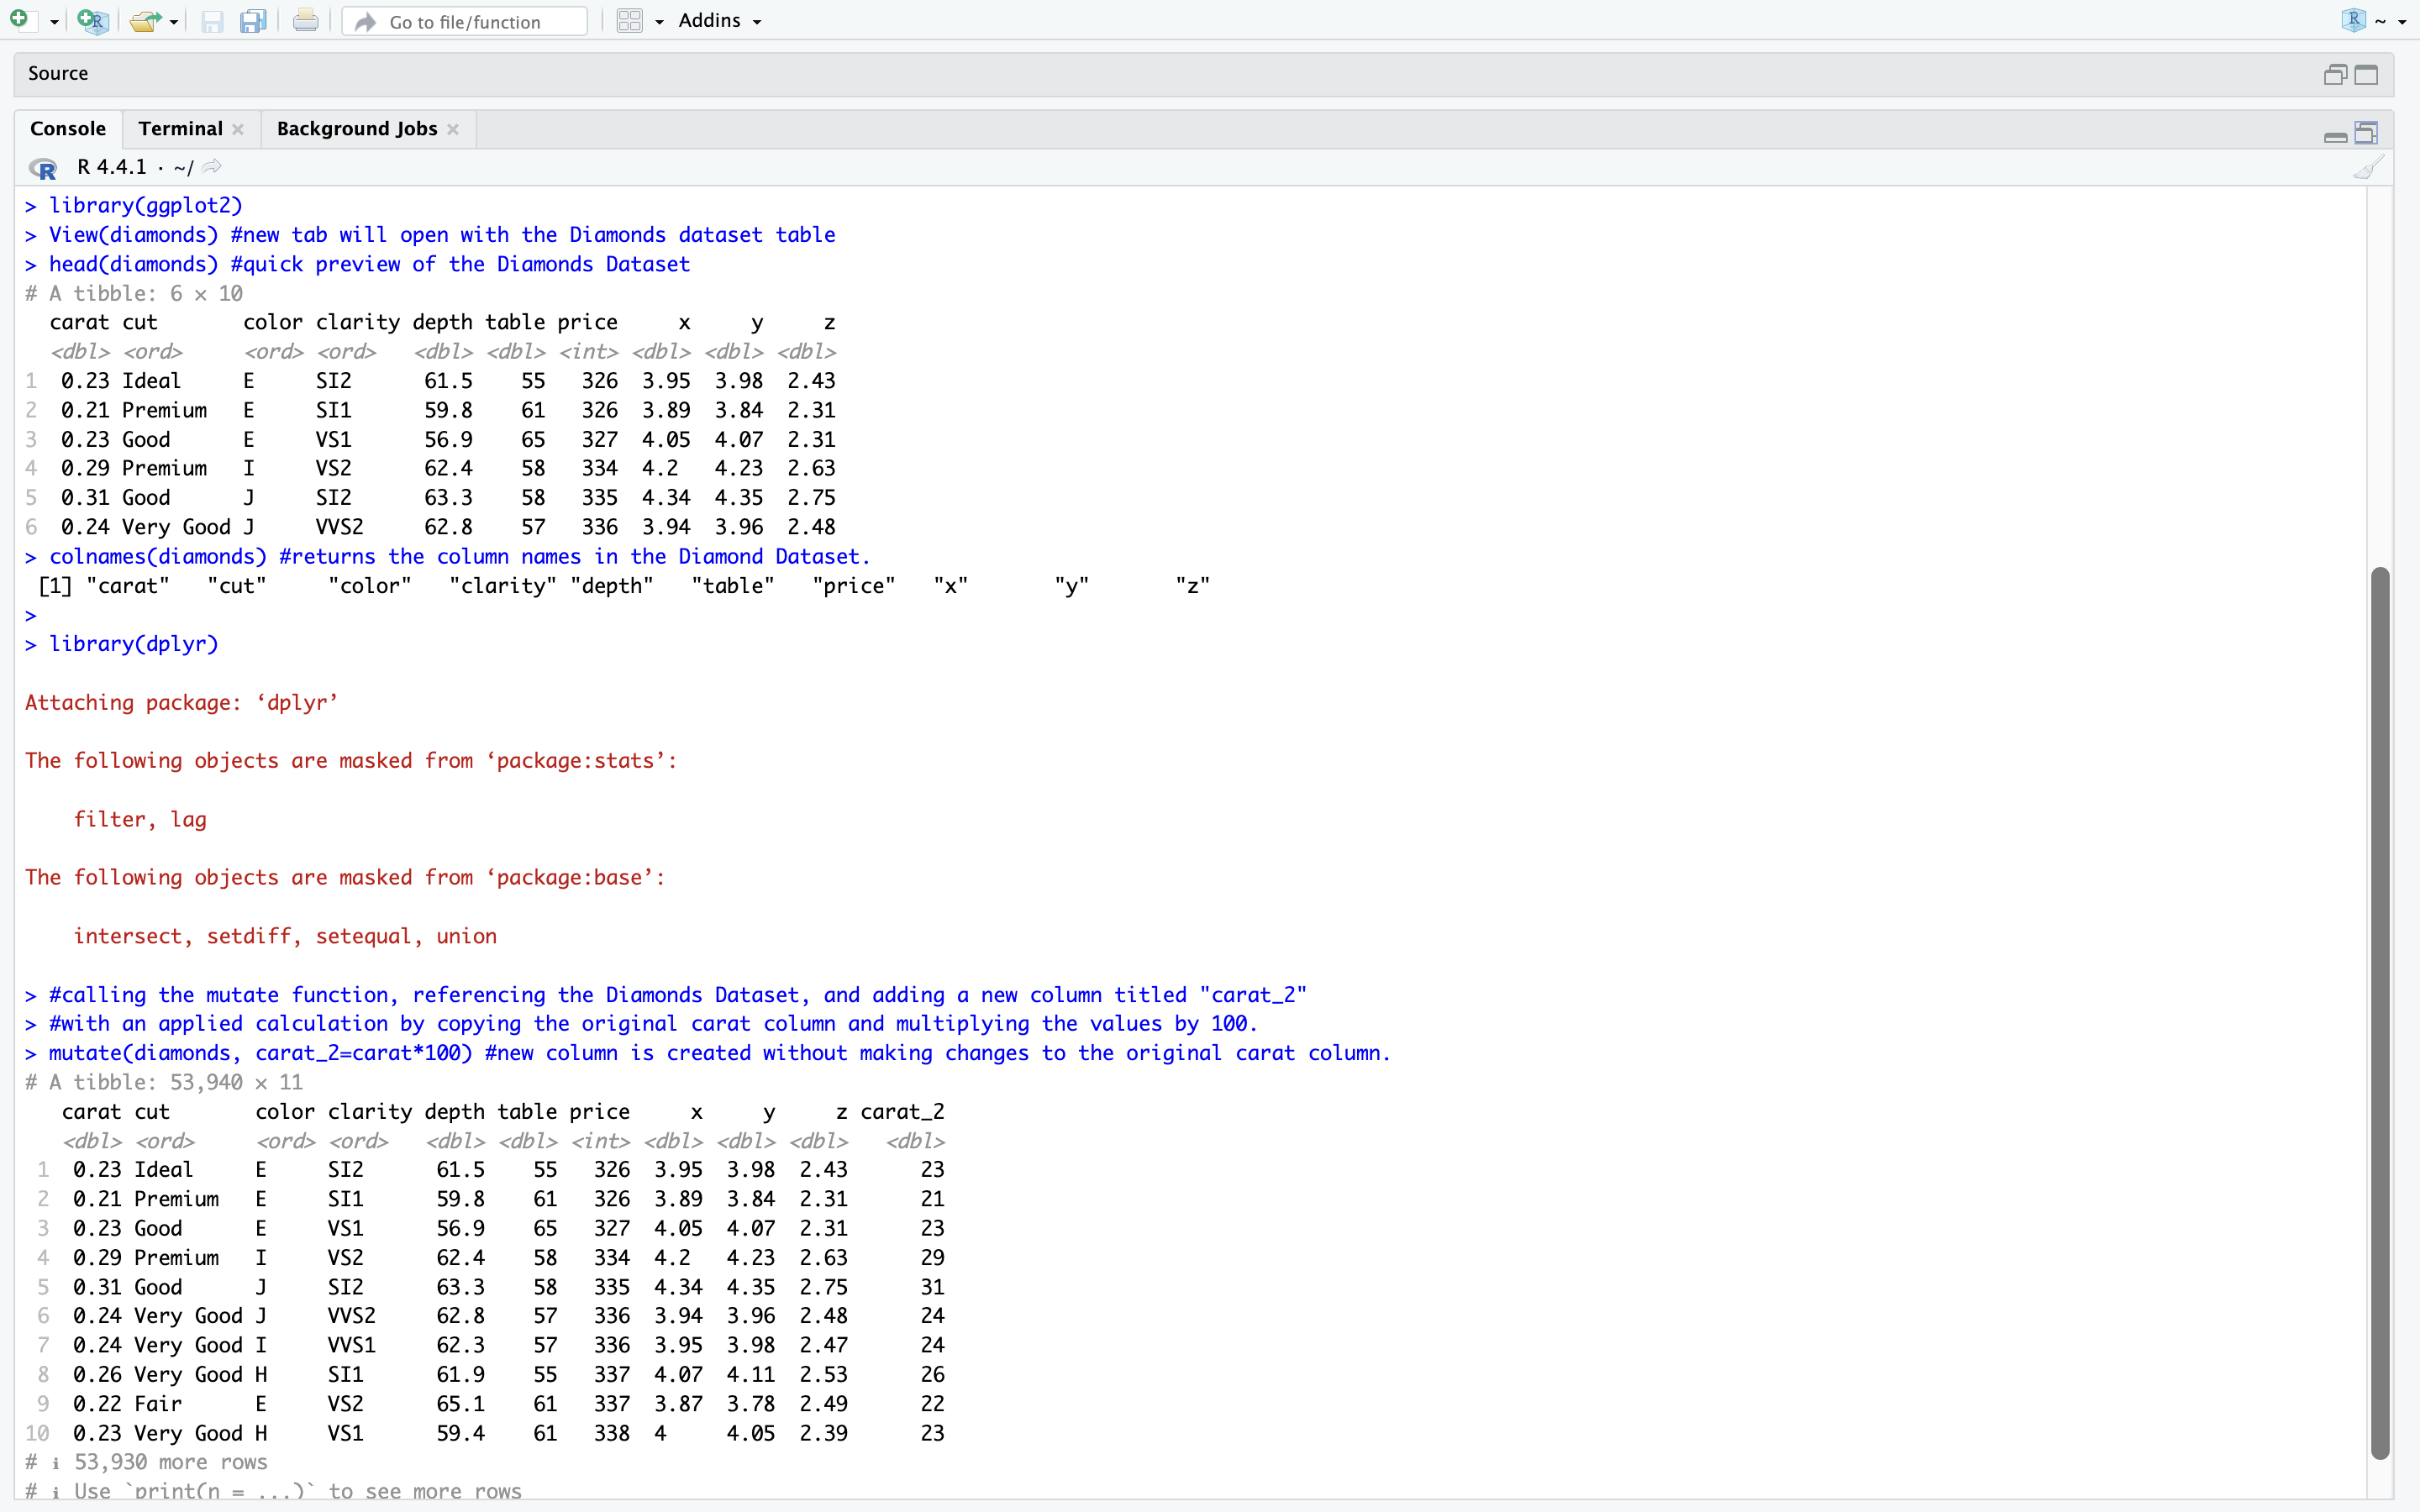 Go to file/function Addins R ~
Source
Console Terminal Background Jobs
R R 4.4.1 · ~/
> library(ggplot2)
> View(diamonds) #new tab will open with the Diamonds dataset table
> head(diamonds) #quick preview of the Diamonds Dataset
# A tibble: 6 × 10
  carat cut       color clarity depth table price     x     y     z
  <dbl> <ord>     <ord> <ord>   <dbl> <dbl> <int> <dbl> <dbl> <dbl>
1  0.23 Ideal     E     SI2      61.5    55   326  3.95  3.98  2.43
2  0.21 Premium   E     SI1      59.8    61   326  3.89  3.84  2.31
3  0.23 Good      E     VS1      56.9    65   327  4.05  4.07  2.31
4  0.29 Premium   I     VS2      62.4    58   334  4.2   4.23  2.63
5  0.31 Good      J     SI2      63.3    58   335  4.34  4.35  2.75
6  0.24 Very Good J     VVS2     62.8    57   336  3.94  3.96  2.48
> colnames(diamonds) #returns the column names in the Diamond Dataset.
 [1] "carat"   "cut"     "color"   "clarity" "depth"   "table"   "price"   "x"       "y"       "z"
>
> library(dplyr)
Attaching package: ‘dplyr’
The following objects are masked from ‘package:stats’:
    filter, lag
The following objects are masked from ‘package:base’:
    intersect, setdiff, setequal, union
> #calling the mutate function, referencing the Diamonds Dataset, and adding a new column titled "carat_2"
> #with an applied calculation by copying the original carat column and multiplying the values by 100.
> mutate(diamonds, carat_2=carat*100) #new column is created without making changes to the original carat column.
# A tibble: 53,940 × 11
   carat cut       color clarity depth table price     x     y     z carat_2
   <dbl> <ord>     <ord> <ord>   <dbl> <dbl> <int> <dbl> <dbl> <dbl>   <dbl>
 1  0.23 Ideal     E     SI2      61.5    55   326  3.95  3.98  2.43      23
 2  0.21 Premium   E     SI1      59.8    61   326  3.89  3.84  2.31      21
 3  0.23 Good      E     VS1      56.9    65   327  4.05  4.07  2.31      23
 4  0.29 Premium   I     VS2      62.4    58   334  4.2   4.23  2.63      29
 5  0.31 Good      J     SI2      63.3    58   335  4.34  4.35  2.75      31
 6  0.24 Very Good J     VVS2     62.8    57   336  3.94  3.96  2.48      24
 7  0.24 Very Good I     VVS1     62.3    57   336  3.95  3.98  2.47      24
 8  0.26 Very Good H     SI1      61.9    55   337  4.07  4.11  2.53      26
 9  0.22 Fair      E     VS2      65.1    61   337  3.87  3.78  2.49      22
10  0.23 Very Good H     VS1      59.4    61   338  4     4.05  2.39      23
# ℹ 53,930 more rows
# ℹ Use `print(n = ...)` to see more rows